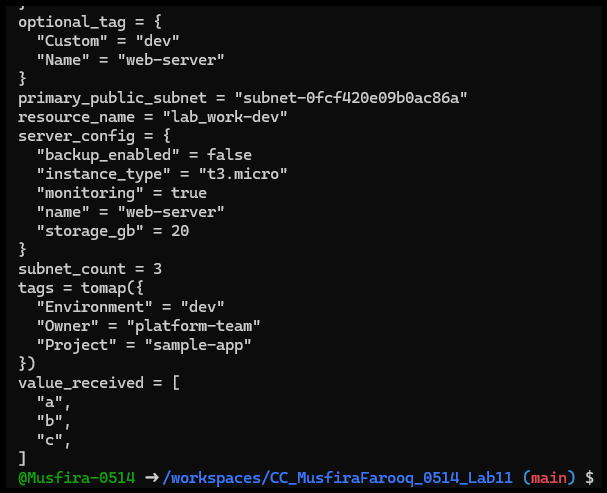 }
optional_tag = {
  "Custom" = "dev"
  "Name" = "web-server"
}
primary_public_subnet = "subnet-0fcf420e09b0ac86a"
resource_name = "lab_work-dev"
server_config = {
  "backup_enabled" = false
  "instance_type" = "t3.micro"
  "monitoring" = true
  "name" = "web-server"
  "storage_gb" = 20
}
subnet_count = 3
tags = tomap({
  "Environment" = "dev"
  "Owner" = "platform-team"
  "Project" = "sample-app"
})
value_received = [
  "a",
  "b",
  "c",
]
@Musfira-0514 ➜/workspaces/CC_MusfiraFarooq_0514_Lab11 (main) $